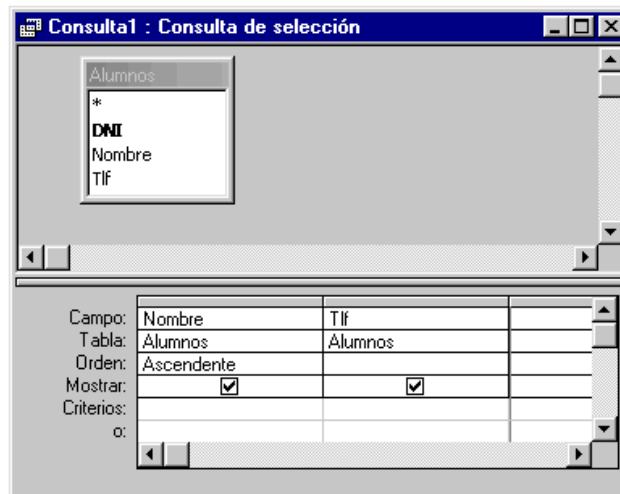 Consulta1 : Consulta de selección
Alumnos
*
DNI
Nombre
Tlf
Campo: Nombre Tlf
Tabla: Alumnos Alumnos
Orden: Ascendente
Mostrar:
Criterios:
o: